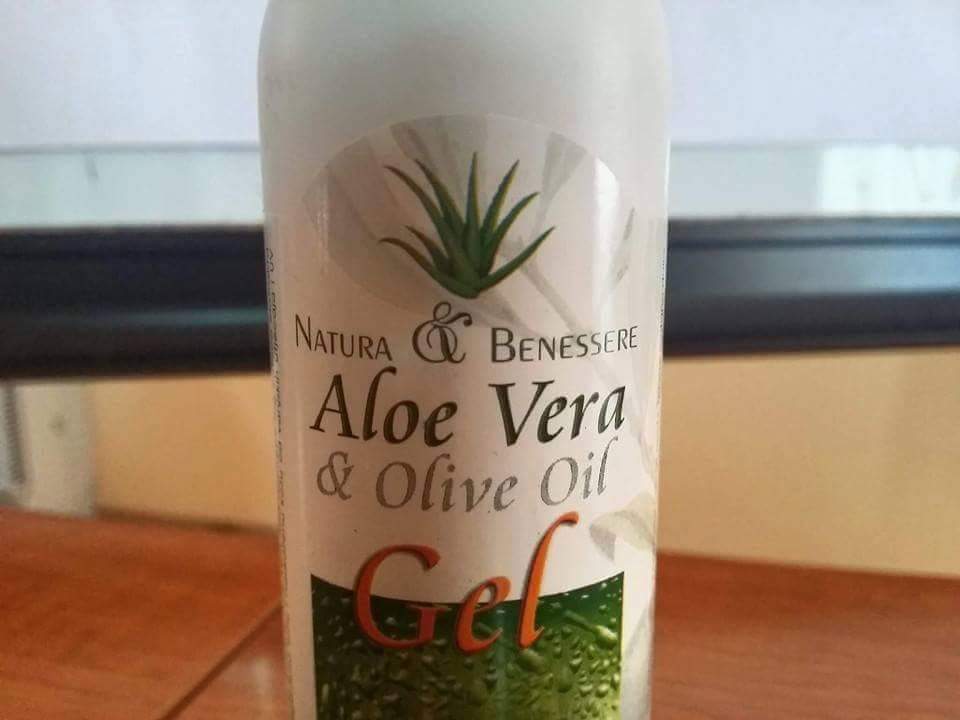 NATURA & BENESSERE
Aloe Vera
& Olive Oil
Gel